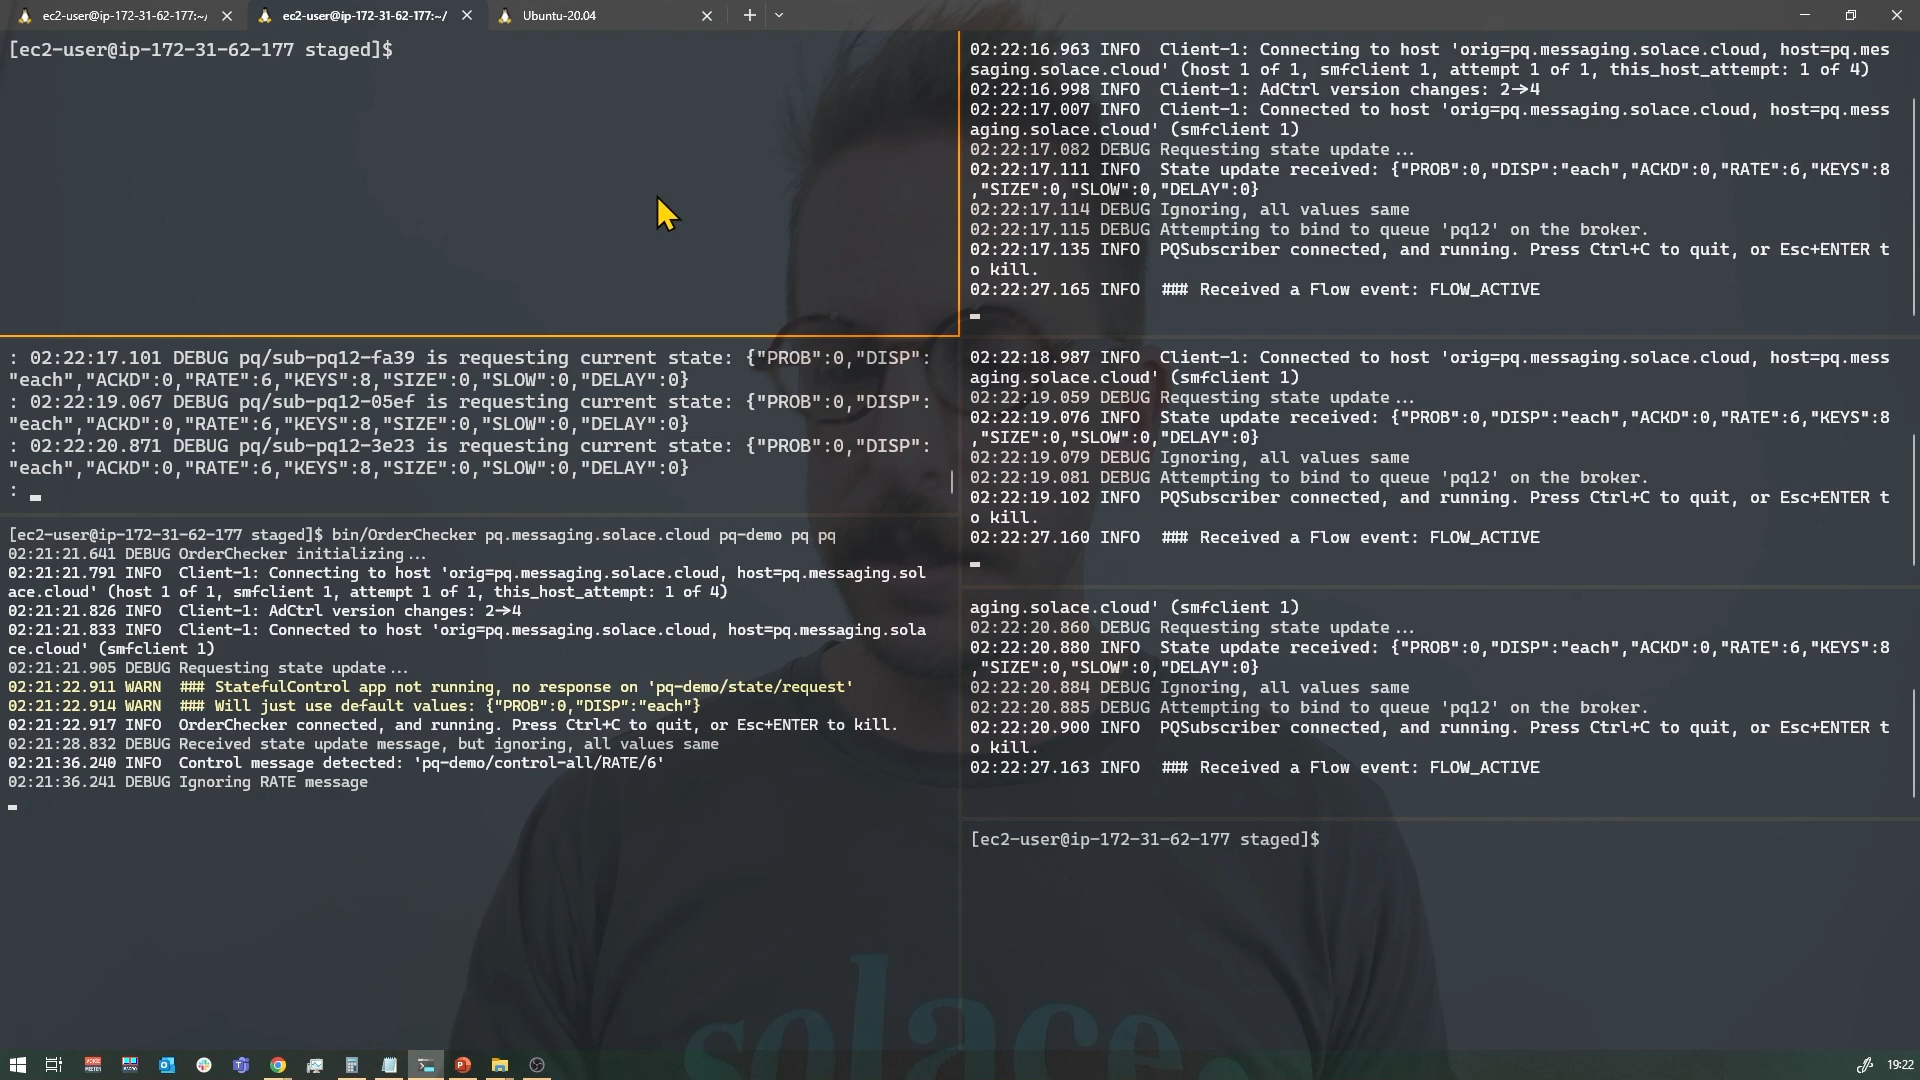 ec2-user@ip-172-31-62-177:~/
ec2-user@ip-172-31-62-177:~/
Ubuntu-20.04
[ec2-user@ip-172-31-62-177 staged]$
: 02:22:17.101 DEBUG pq/sub-pq12-fa39 is requesting current state: {"PROB":0,"DISP":
"each","ACKD":0,"RATE":6,"KEYS":8,"SIZE":0,"SLOW":0,"DELAY":0}
: 02:22:19.067 DEBUG pq/sub-pq12-05ef is requesting current state: {"PROB":0,"DISP":
"each","ACKD":0,"RATE":6,"KEYS":8,"SIZE":0,"SLOW":0,"DELAY":0}
: 02:22:20.871 DEBUG pq/sub-pq12-3e23 is requesting current state: {"PROB":0,"DISP":
"each","ACKD":0,"RATE":6,"KEYS":8,"SIZE":0,"SLOW":0,"DELAY":0}
:
[ec2-user@ip-172-31-62-177 staged]$ bin/OrderChecker pq.messaging.solace.cloud pq-demo pq pq
02:21:21.641 DEBUG OrderChecker initializing...
02:21:21.791 INFO  Client-1: Connecting to host 'orig=pq.messaging.solace.cloud, host=pq.messaging.sol
ace.cloud' (host 1 of 1, smfclient 1, attempt 1 of 1, this_host_attempt: 1 of 4)
02:21:21.826 INFO  Client-1: AdCtrl version changes: 2->4
02:21:21.833 INFO  Client-1: Connected to host 'orig=pq.messaging.solace.cloud, host=pq.messaging.sola
ce.cloud' (smfclient 1)
02:21:21.905 DEBUG Requesting state update...
02:21:22.911 WARN  ### StatefulControl app not running, no response on 'pq-demo/state/request'
02:21:22.914 WARN  ### Will just use default values: {"PROB":0,"DISP":"each"}
02:21:22.917 INFO  OrderChecker connected, and running. Press Ctrl+C to quit, or Esc+ENTER to kill.
02:21:28.832 DEBUG Received state update message, but ignoring, all values same
02:21:36.240 INFO  Control message detected: 'pq-demo/control-all/RATE/6'
02:21:36.241 DEBUG Ignoring RATE message
02:22:16.963 INFO  Client-1: Connecting to host 'orig=pq.messaging.solace.cloud, host=pq.mes
saging.solace.cloud' (host 1 of 1, smfclient 1, attempt 1 of 1, this_host_attempt: 1 of 4)
02:22:16.998 INFO  Client-1: AdCtrl version changes: 2->4
02:22:17.007 INFO  Client-1: Connected to host 'orig=pq.messaging.solace.cloud, host=pq.mess
aging.solace.cloud' (smfclient 1)
02:22:17.082 DEBUG Requesting state update...
02:22:17.111 INFO  State update received: {"PROB":0,"DISP":"each","ACKD":0,"RATE":6,"KEYS":8
,"SIZE":0,"SLOW":0,"DELAY":0}
02:22:17.114 DEBUG Ignoring, all values same
02:22:17.115 DEBUG Attempting to bind to queue 'pq12' on the broker.
02:22:17.135 INFO  PQSubscriber connected, and running. Press Ctrl+C to quit, or Esc+ENTER t
o kill.
02:22:27.165 INFO  ### Received a Flow event: FLOW_ACTIVE
02:22:18.987 INFO  Client-1: Connected to host 'orig=pq.messaging.solace.cloud, host=pq.mess
aging.solace.cloud' (smfclient 1)
02:22:19.059 DEBUG Requesting state update...
02:22:19.076 INFO  State update received: {"PROB":0,"DISP":"each","ACKD":0,"RATE":6,"KEYS":8
,"SIZE":0,"SLOW":0,"DELAY":0}
02:22:19.079 DEBUG Ignoring, all values same
02:22:19.081 DEBUG Attempting to bind to queue 'pq12' on the broker.
02:22:19.102 INFO  PQSubscriber connected, and running. Press Ctrl+C to quit, or Esc+ENTER t
o kill.
02:22:27.160 INFO  ### Received a Flow event: FLOW_ACTIVE
aging.solace.cloud' (smfclient 1)
02:22:20.860 DEBUG Requesting state update...
02:22:20.880 INFO  State update received: {"PROB":0,"DISP":"each","ACKD":0,"RATE":6,"KEYS":8
,"SIZE":0,"SLOW":0,"DELAY":0}
02:22:20.884 DEBUG Ignoring, all values same
02:22:20.885 DEBUG Attempting to bind to queue 'pq12' on the broker.
02:22:20.900 INFO  PQSubscriber connected, and running. Press Ctrl+C to quit, or Esc+ENTER t
o kill.
02:22:27.163 INFO  ### Received a Flow event: FLOW_ACTIVE
[ec2-user@ip-172-31-62-177 staged]$
solace
19:22